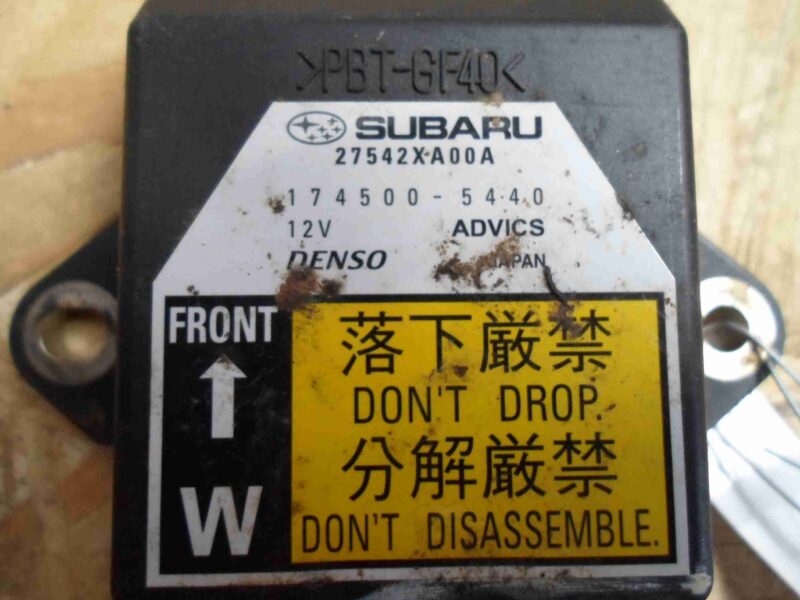 >PBT-GF40<
SUBARU
27542XA00A
174500-5440
12V ADVICS
DENSO JAPAN
FRONT
W
落下厳禁
DON'T DROP.
分解厳禁
DON'T DISASSEMBLE.